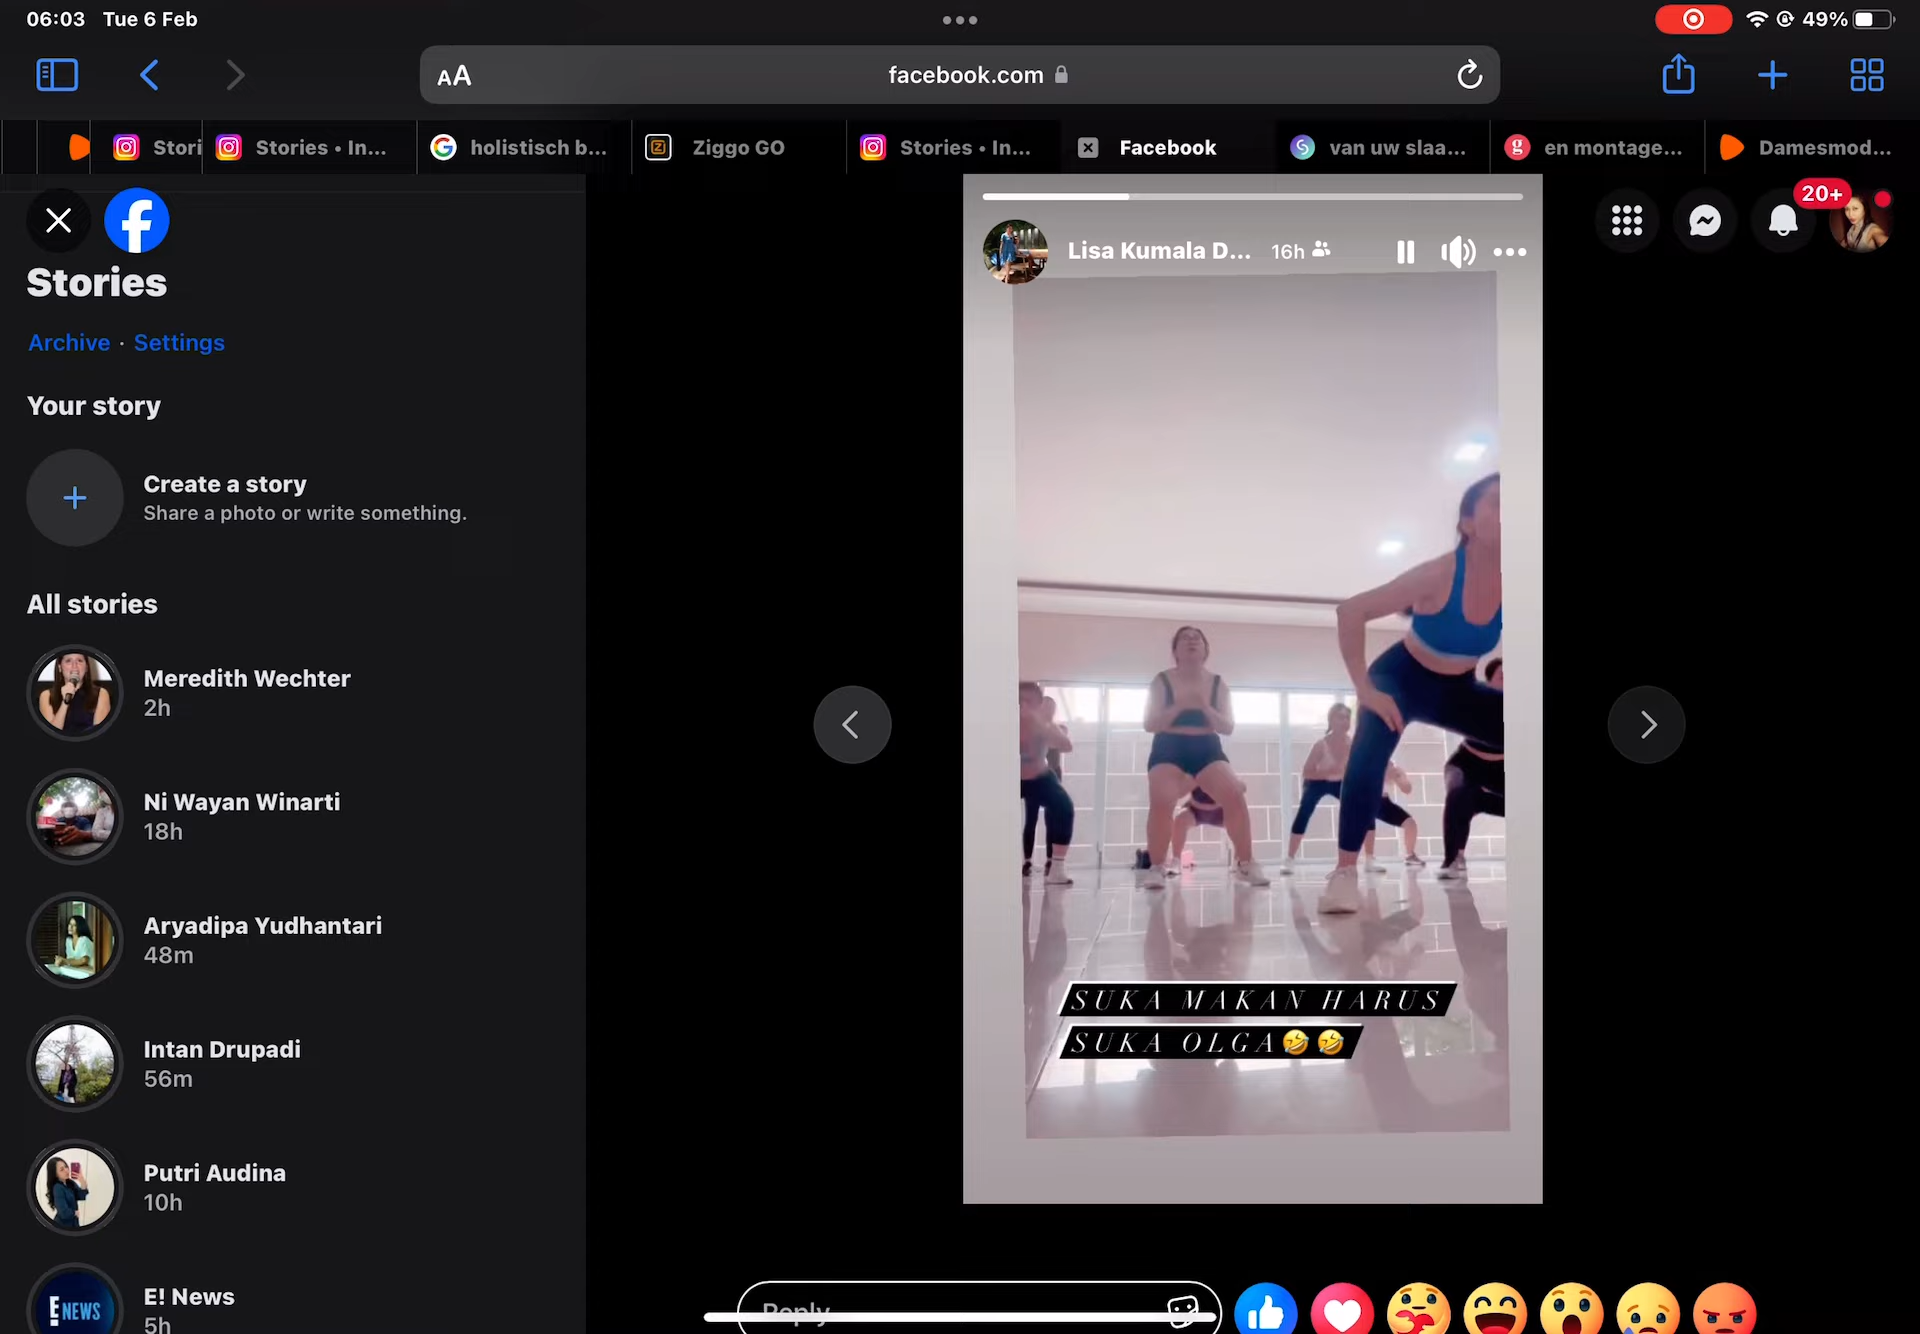 06:03 Tue 6 Feb
49%
AA
facebook.com
Stori
Stories • In...
holistisch b...
Ziggo GO
Stories • In...
Facebook
van uw slaa...
en montage...
Damesmod...
20+
Stories
Archive · Settings
Your story
Create a story
Share a photo or write something.
All stories
Meredith Wechter
2h
Ni Wayan Winarti
18h
Aryadipa Yudhantari
48m
Intan Drupadi
56m
Putri Audina
10h
E! News
5h
E NEWS
Lisa Kumala D... 16h
SUKA MAKAN HARUS
SUKA OLGA🤣🤣
Reply